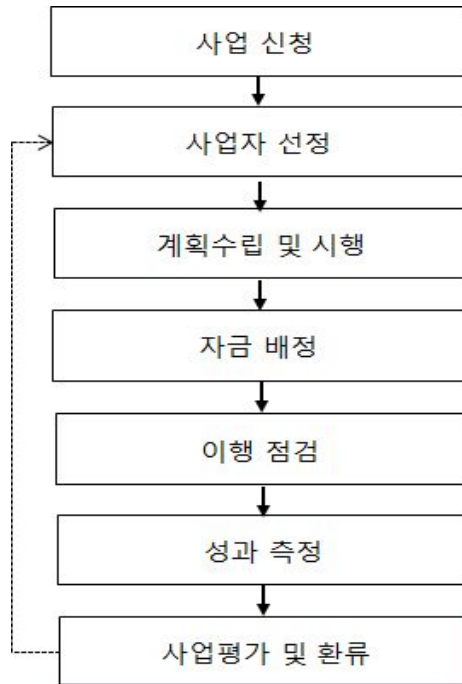 사업 신청
사업자 선정
계획수립 및 시행
자금 배정
이행 점검
성과 측정
사업평가 및 환류